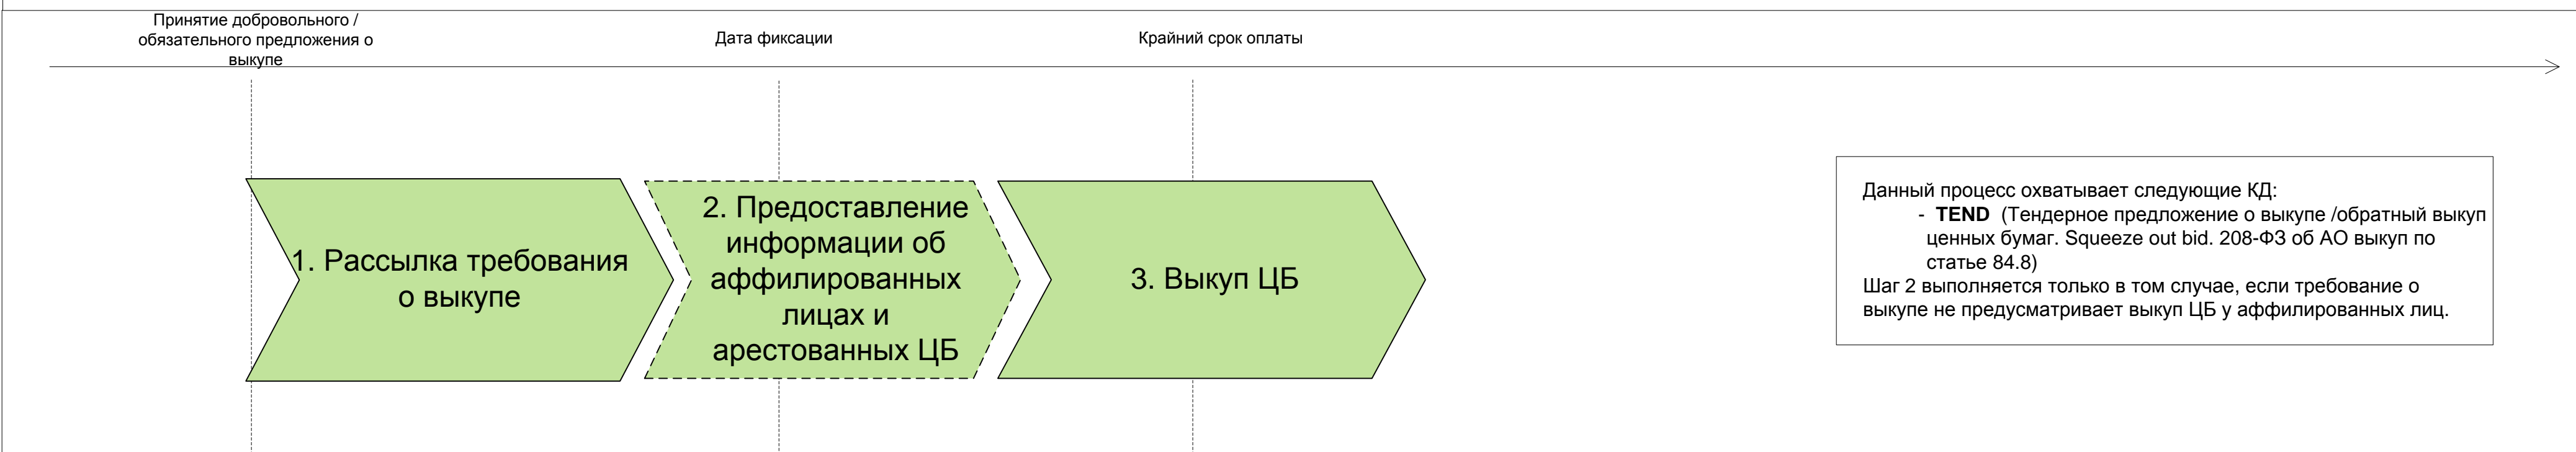 Принятие добровольного /
обязательного предложения о
выкупе
Дата фиксации
Крайний срок оплаты
1. Рассылка требования
о выкупе
2. Предоставление
информации об
аффилированных
лицах и
арестованных ЦБ
3. Выкуп ЦБ
Данный процесс охватывает следующие КД:
- TEND (Тендерное предложение о выкупе /обратный выкуп
ценных бумаг. Squeeze out bid. 208-ФЗ об АО выкуп по
статье 84.8)
Шаг 2 выполняется только в том случае, если требование о
выкупе не предусматривает выкуп ЦБ у аффилированных лиц.